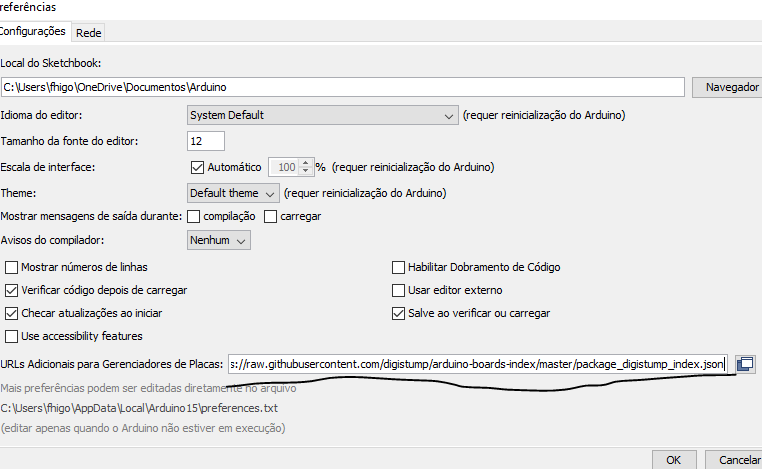 referências
Configurações Rede
Local do Sketchbook:
C:\Users\fhigo\OneDrive\Documentos\Arduino Navegador
Idioma do editor: System Default (requer reinicialização do Arduino)
Tamanho da fonte do editor: 12
Escala de interface: Automático 100 % (requer reinicialização do Arduino)
Theme: Default theme (requer reinicialização do Arduino)
Mostrar mensagens de saída durante: compilação carregar
Avisos do compilador: Nenhum
Mostrar números de linhas Habilitar Dobramento de Código
Verificar código depois de carregar Usar editor externo
Checar atualizações ao iniciar Salve ao verificar ou carregar
Use accessibility features
URLs Adicionais para Gerenciadores de Placas: s://raw.githubusercontent.com/digistump/arduino-boards-index/master/package_digistump_index.json
Mais preferências podem ser editadas diretamente no arquivo
C:\Users\fhigo\AppData\Local\Arduino15\preferences.txt
(editar apenas quando o Arduino não estiver em execução)
OK Cancelar